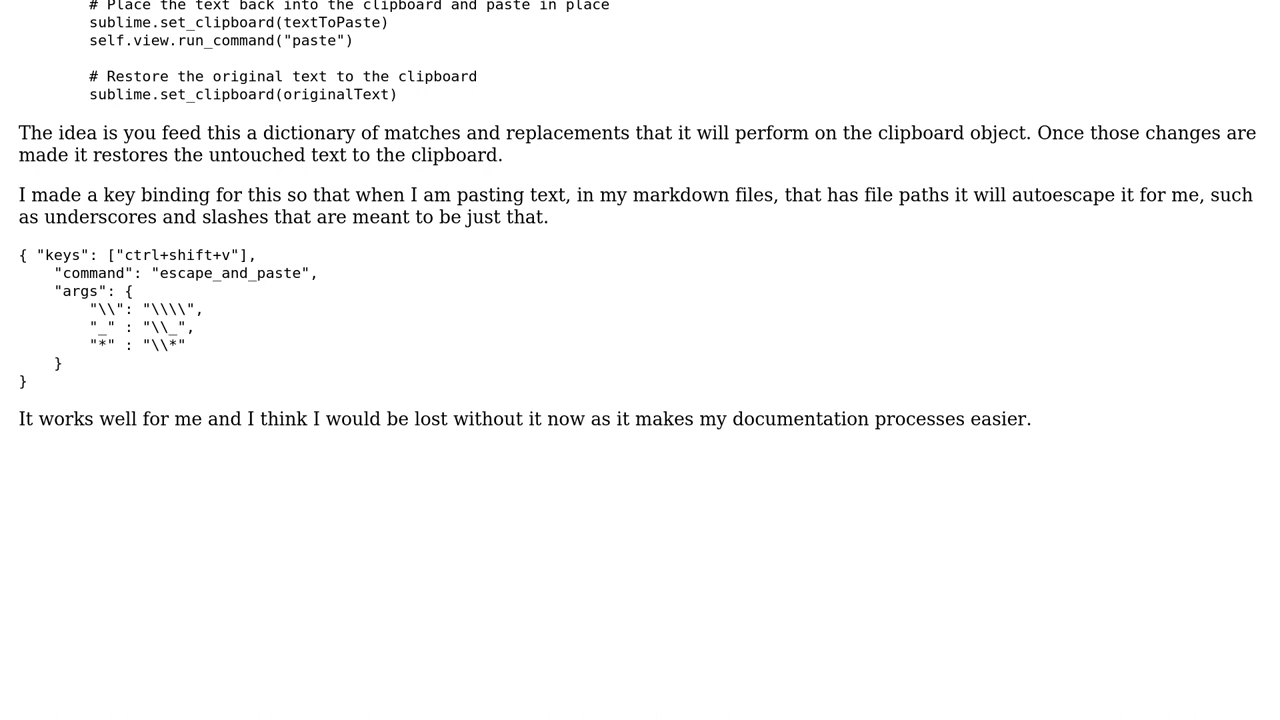 # Place the text back into the clipboard and paste in place
sublime.set_clipboard(textToPaste)
self.view.run_command("paste")
# Restore the original text to the clipboard
sublime.set_clipboard(originalText)
The idea is you feed this a dictionary of matches and replacements that it will perform on the clipboard object. Once those changes are
made it restores the untouched text to the clipboard.
I made a key binding for this so that when I am pasting text, in my markdown files, that has file paths it will autoescape it for me, such
as underscores and slashes that are meant to be just that.
{ "keys": ["ctrl+shift+v"],
    "command": "escape_and_paste",
    "args": {
        "\\": "\\\\",
        "_" : "\\_",
        "*" : "\\*"
    }
}
It works well for me and I think I would be lost without it now as it makes my documentation processes easier.